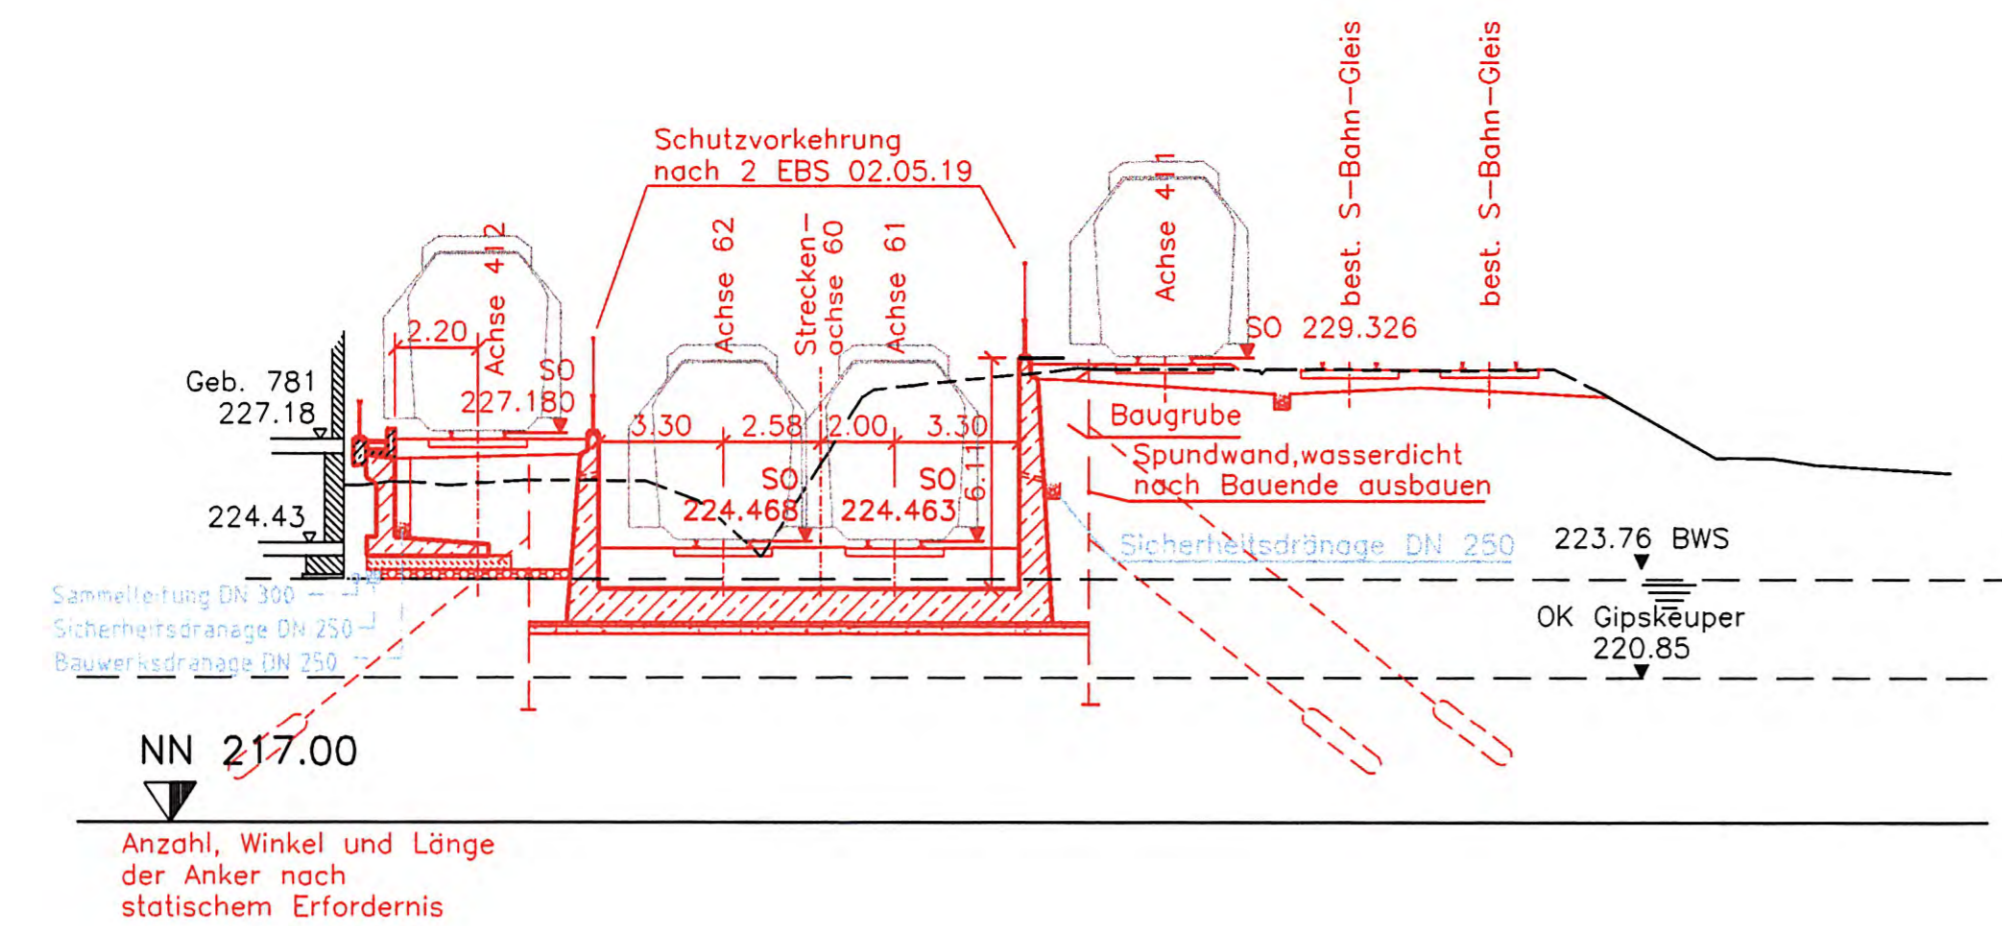 best. S-Bahn-Gleis
best. S-Bahn-Gleis
Schutzvorkehrung
nach 2 EBS 02.05.19
Achse 412
Achse 62
Strecken-
achse 60
Achse 61
Achse 411
2.20
SO
227.180
SO 229.326
Geb. 781
227.18
3.30
2.58
2.00
3.30
6.11
Baugrube
Spundwand,wasserdicht
nach Bauende ausbauen
SO
224.468
SO
224.463
224.43
Sicherheitsdränage DN 250
223.76 BWS
Sammelleitung DN 300
Sicherheitsdränage DN 250
Bauwerksdränage DN 250
OK Gipskeuper
220.85
NN 217.00
Anzahl, Winkel und Länge
der Anker nach
statischem Erfordernis